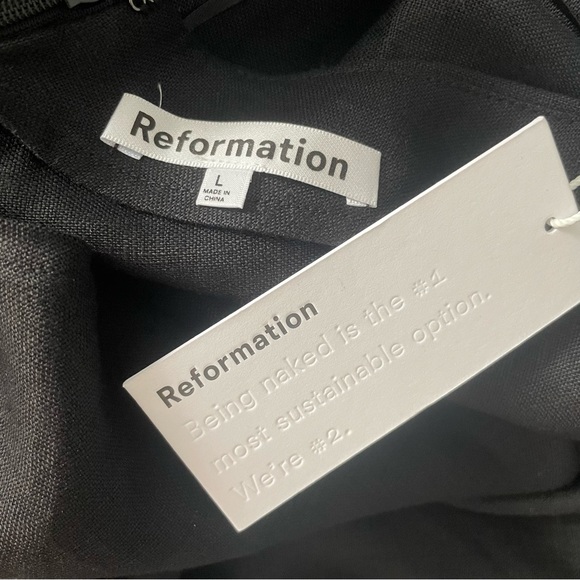 Reformation
L
MADE IN
CHINA
Reformation
Being naked is the #1
most sustainable option.
We're #2.